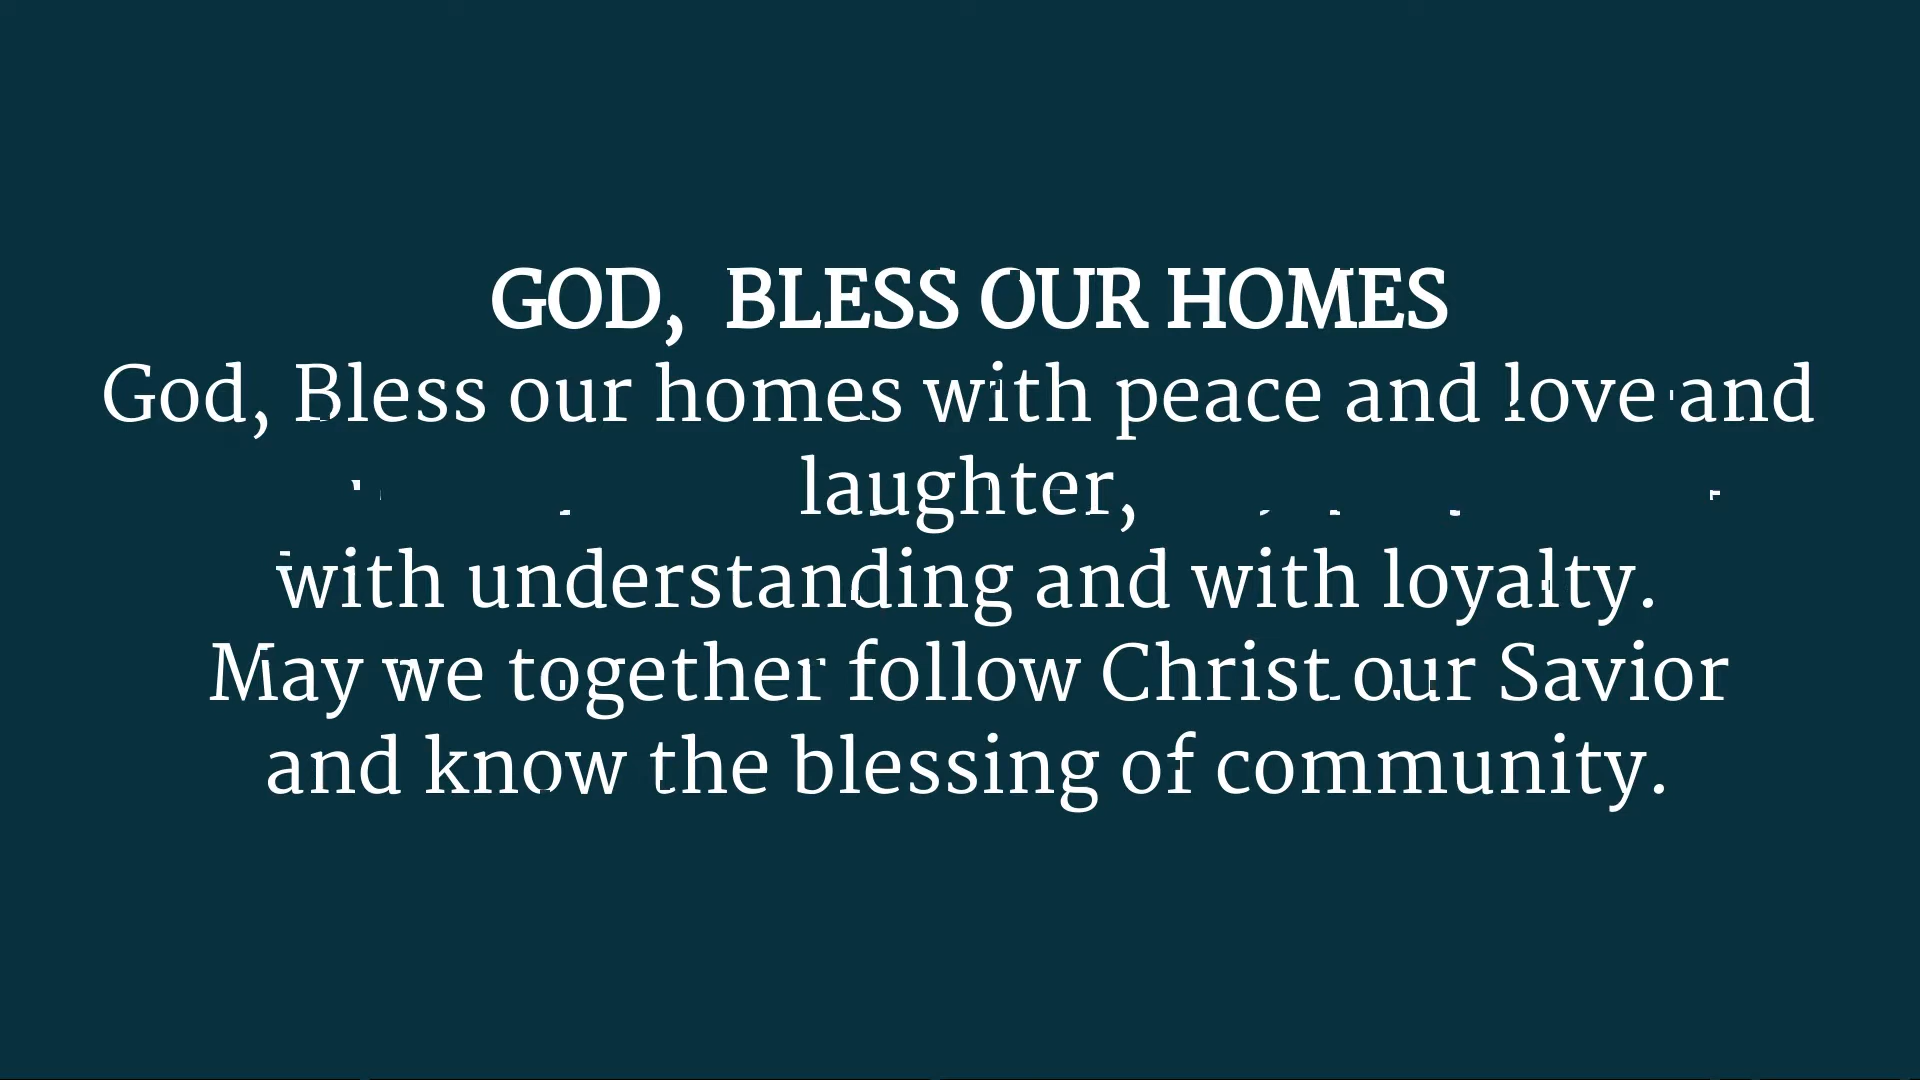 GOD,  BLESS OUR HOMES
God, Bless our homes with peace and love and
laughter,
with understanding and with loyalty.
May we together follow Christ our Savior
and know the blessing of community.